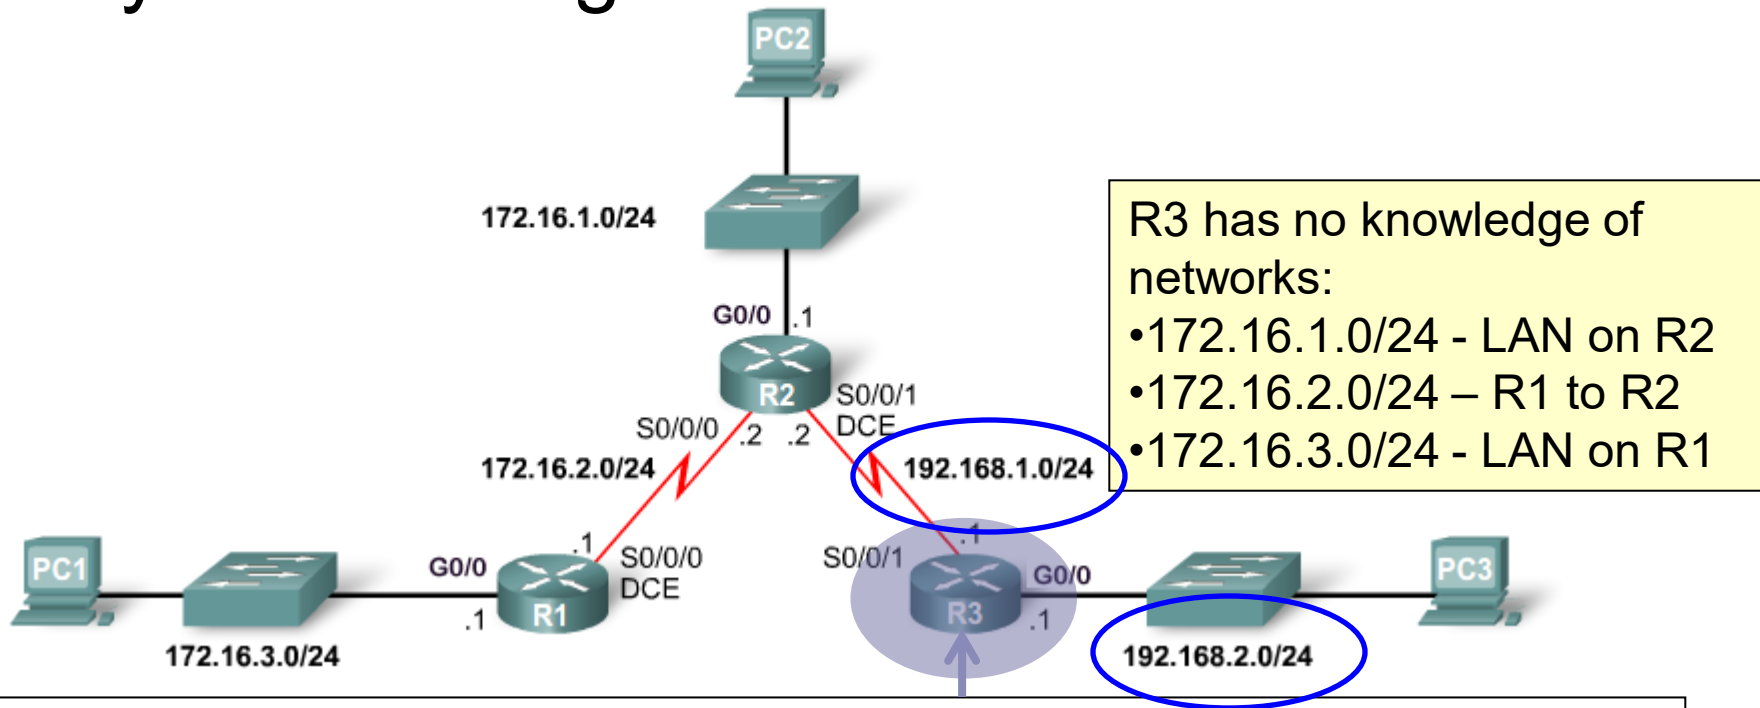 PC2
172.16.1.0/24
R3 has no knowledge of
networks:
•172.16.1.0/24 - LAN on R2
•172.16.2.0/24 – R1 to R2
•172.16.3.0/24 - LAN on R1
G0/0 .1
R2
S0/0/1
DCE
S0/0/0 .2 .2
172.16.2.0/24
192.168.1.0/24
PC1
G0/0
.1
R1
.1
S0/0/0
DCE
172.16.3.0/24
S0/0/1
.1
R3
G0/0
.1
PC3
192.168.2.0/24